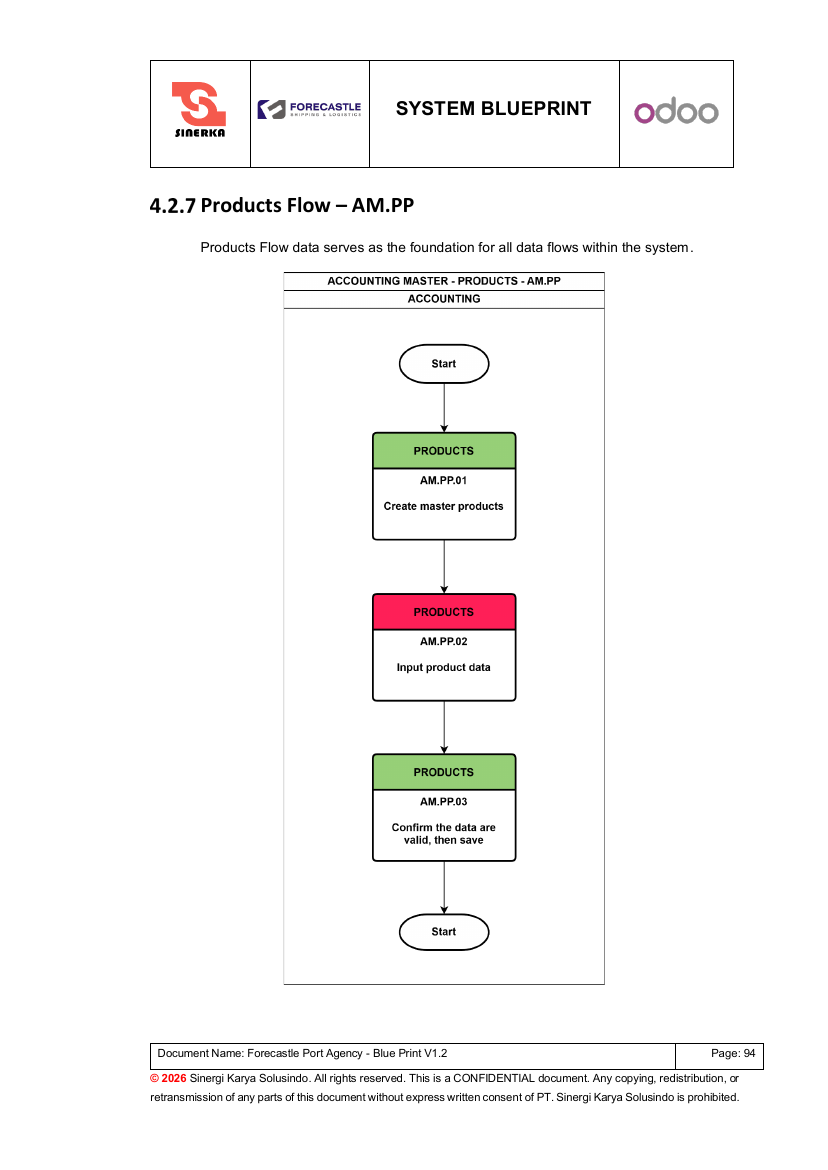 SINERKA
FORECASTLE
SHIPPING & LOGISTICS
SYSTEM BLUEPRINT
odoo
4.2.7 Products Flow – AM.PP
Products Flow data serves as the foundation for all data flows within the system.
ACCOUNTING MASTER - PRODUCTS - AM.PP
ACCOUNTING
Start
PRODUCTS
AM.PP.01
Create master products
PRODUCTS
AM.PP.02
Input product data
PRODUCTS
AM.PP.03
Confirm the data are
valid, then save
Start
Document Name: Forecastle Port Agency - Blue Print V1.2
Page: 94
© 2026 Sinergi Karya Solusindo. All rights reserved. This is a CONFIDENTIAL document. Any copying, redistribution, or
retransmission of any parts of this document without express written consent of PT. Sinergi Karya Solusindo is prohibited.